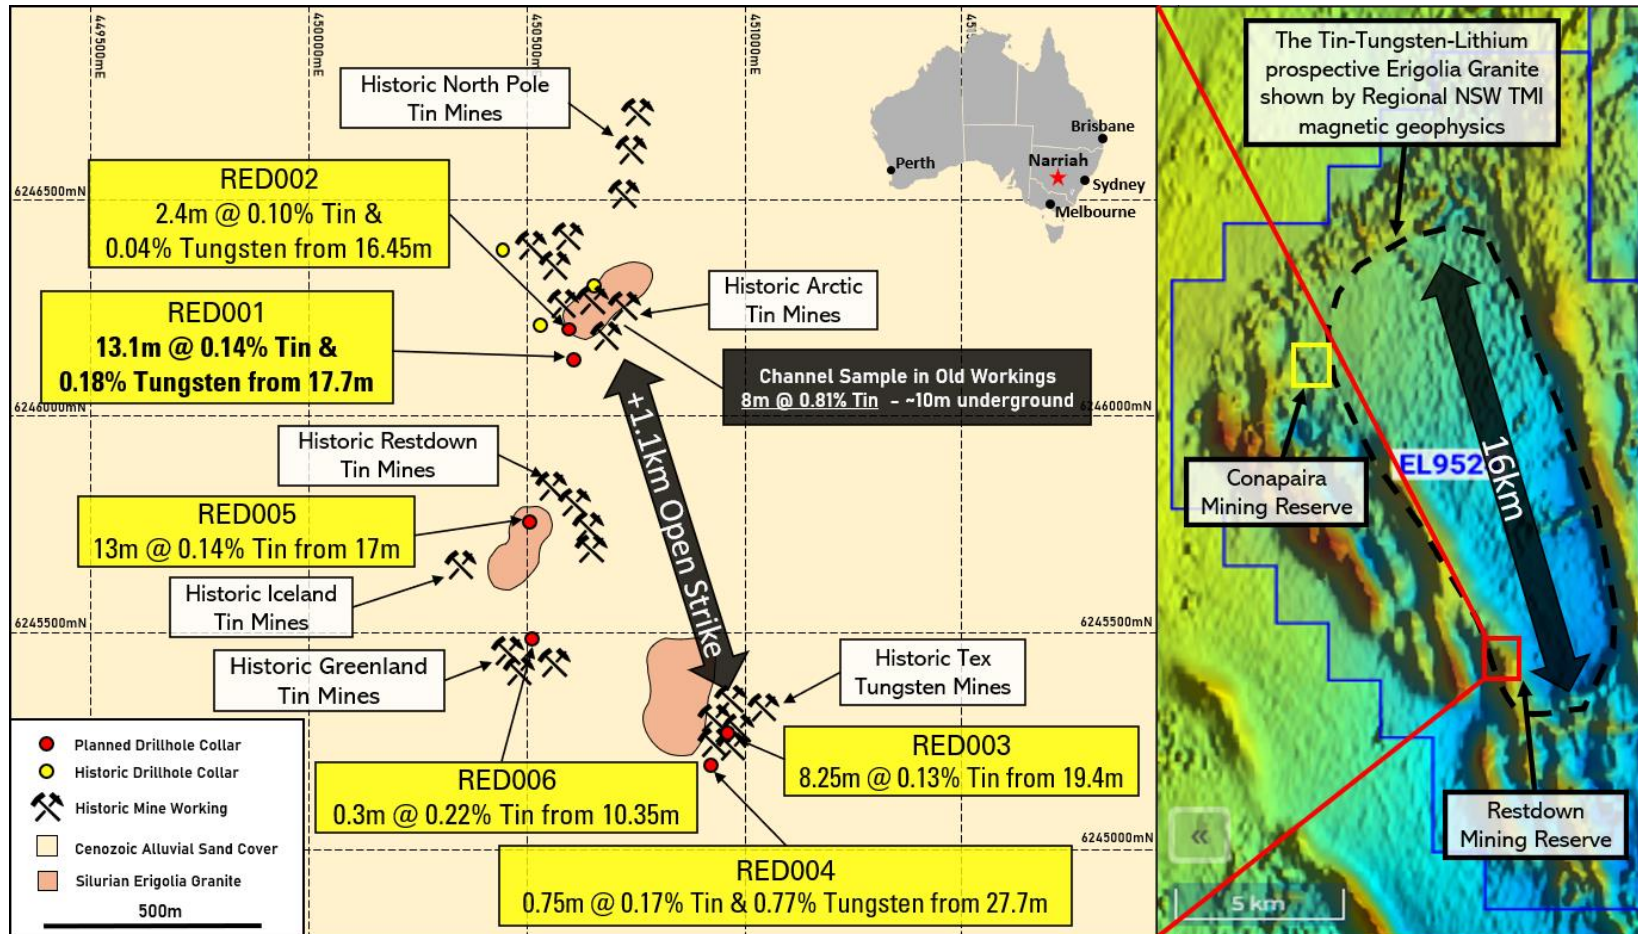 449500mE
450000mE
450500mE
451000mE
6246500mN
6246000mN
6246000mN
6245500mN
6245500mN
6245000mN
6245000mN
Historic North Pole
Tin Mines
RED002
2.4m @ 0.10% Tin &
0.04% Tungsten from 16.45m
RED001
13.1m @ 0.14% Tin &
0.18% Tungsten from 17.7m
Historic Arctic
Tin Mines
Channel Sample in Old Workings
8m @ 0.81% Tin - ~10m underground
+1.1km Open Strike
Historic Restdown
Tin Mines
RED005
13m @ 0.14% Tin from 17m
Historic Iceland
Tin Mines
Historic Greenland
Tin Mines
Historic Tex
Tungsten Mines
RED003
8.25m @ 0.13% Tin from 19.4m
RED006
0.3m @ 0.22% Tin from 10.35m
RED004
0.75m @ 0.17% Tin & 0.77% Tungsten from 27.7m
Planned Drillhole Collar
Historic Drillhole Collar
Historic Mine Working
Cenozoic Alluvial Sand Cover
Silurian Erigolia Granite
500m
Brisbane
Perth
Narriah
Sydney
Melbourne
The Tin-Tungsten-Lithium
prospective Erigolia Granite
shown by Regional NSW TMI
magnetic geophysics
Conapaira
Mining Reserve
EL952
16km
Restdown
Mining Reserve
«
5 km